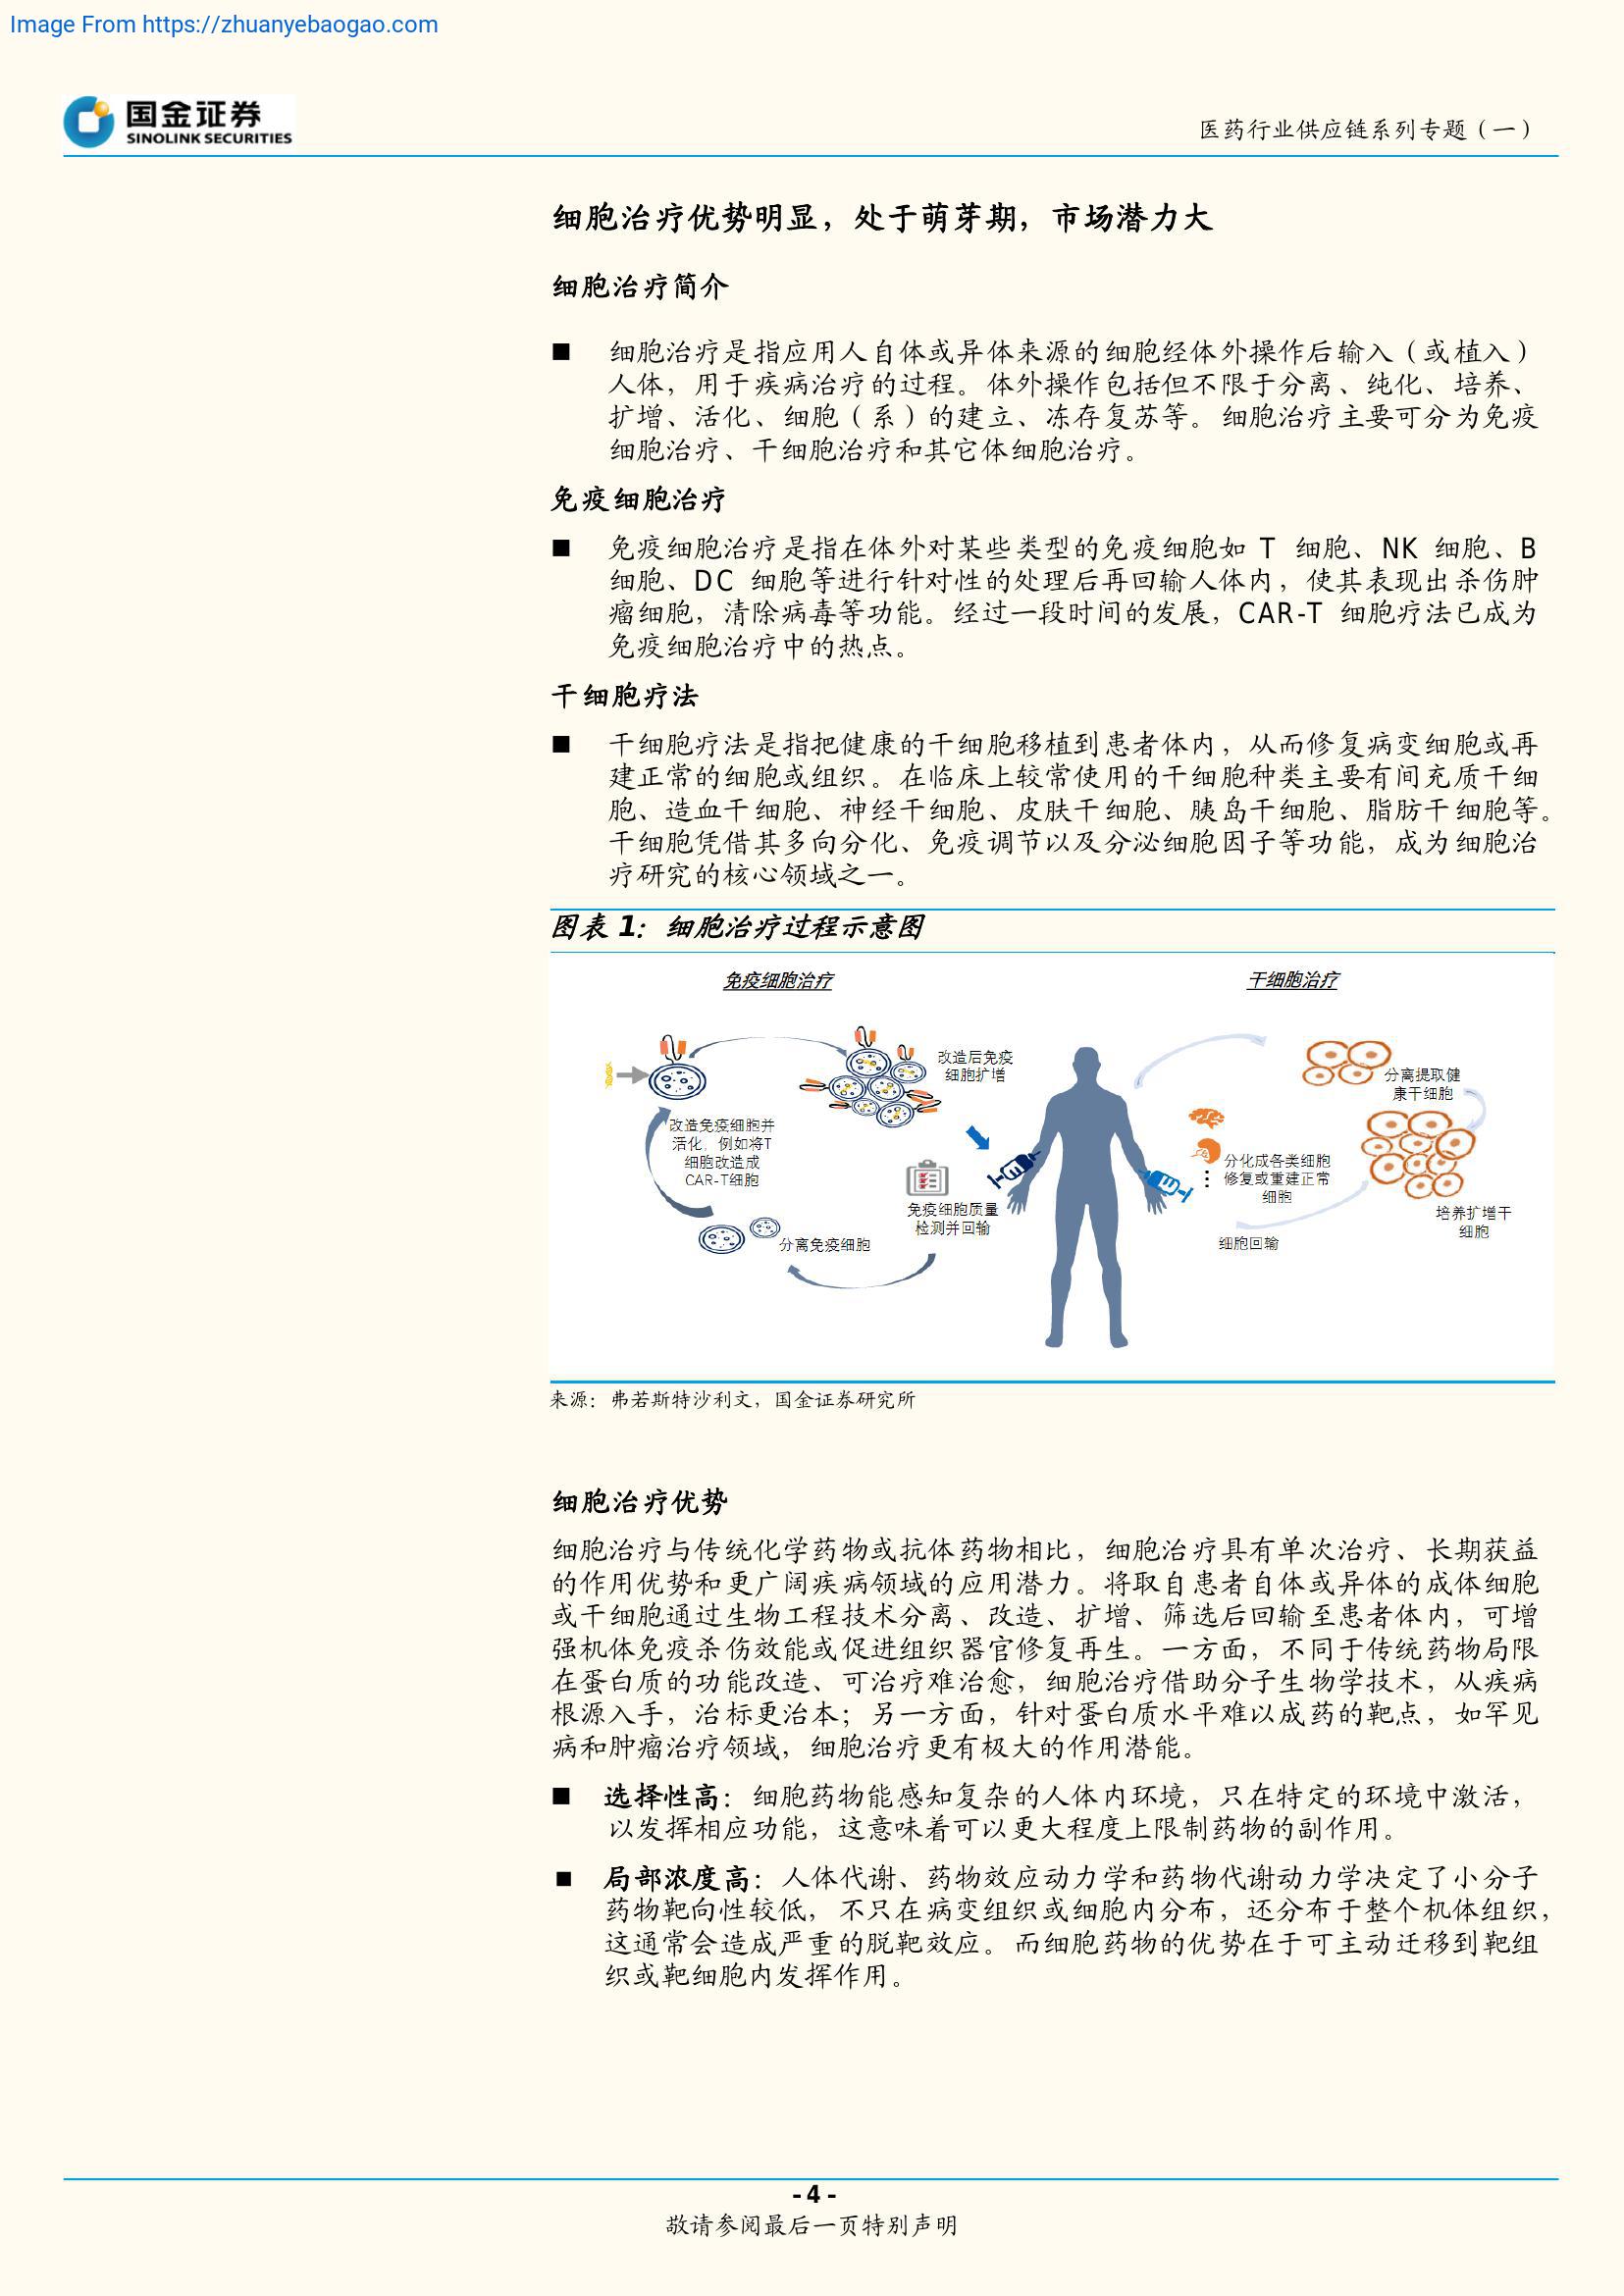 Image From https://zhuanyebaogao.com
国金证券
SINOLINK SECURITIES
医药行业供应链系列专题（一）
细胞治疗优势明显，处于萌芽期，市场潜力大
细胞治疗简介
■ 细胞治疗是指应用人自体或异体来源的细胞经体外操作后输入（或植入）
人体，用于疾病治疗的过程。体外操作包括但不限于分离、纯化、培养、
扩增、活化、细胞（系）的建立、冻存复苏等。细胞治疗主要可分为免疫
细胞治疗、干细胞治疗和其它体细胞治疗。
免疫细胞治疗
■ 免疫细胞治疗是指在体外对某些类型的免疫细胞如 T 细胞、NK 细胞、B
细胞、DC 细胞等进行针对性的处理后再回输人体内，使其表现出杀伤肿
瘤细胞，清除病毒等功能。经过一段时间的发展，CAR-T 细胞疗法已成为
免疫细胞治疗中的热点。
干细胞疗法
■ 干细胞疗法是指把健康的干细胞移植到患者体内，从而修复病变细胞或再
建正常的细胞或组织。在临床上较常使用的干细胞种类主要有间充质干细
胞、造血干细胞、神经干细胞、皮肤干细胞、胰岛干细胞、脂肪干细胞等。
干细胞凭借其多向分化、免疫调节以及分泌细胞因子等功能，成为细胞治
疗研究的核心领域之一。
图表 1：细胞治疗过程示意图
免疫细胞治疗
改造后免疫
细胞扩增
改造免疫细胞并
活化，例如将T
细胞改造成
CAR-T细胞
免疫细胞质量
检测并回输
分离免疫细胞
干细胞治疗
分离提取健
康干细胞
分化成各类细胞
修复或重建正常
细胞
培养扩增干
细胞
细胞回输
来源：弗若斯特沙利文，国金证券研究所
细胞治疗优势
细胞治疗与传统化学药物或抗体药物相比，细胞治疗具有单次治疗、长期获益
的作用优势和更广阔疾病领域的应用潜力。将取自患者自体或异体的成体细胞
或干细胞通过生物工程技术分离、改造、扩增、筛选后回输至患者体内，可增
强机体免疫杀伤效能或促进组织器官修复再生。一方面，不同于传统药物局限
在蛋白质的功能改造、可治疗难治愈，细胞治疗借助分子生物学技术，从疾病
根源入手，治标更治本；另一方面，针对蛋白质水平难以成药的靶点，如罕见
病和肿瘤治疗领域，细胞治疗更有极大的作用潜能。
■ 选择性高：细胞药物能感知复杂的人体内环境，只在特定的环境中激活，
以发挥相应功能，这意味着可以更大程度上限制药物的副作用。
■ 局部浓度高：人体代谢、药物效应动力学和药物代谢动力学决定了小分子
药物靶向性较低，不只在病变组织或细胞内分布，还分布于整个机体组织，
这通常会造成严重的脱靶效应。而细胞药物的优势在于可主动迁移到靶组
织或靶细胞内发挥作用。
- 4 -
敬请参阅最后一页特别声明